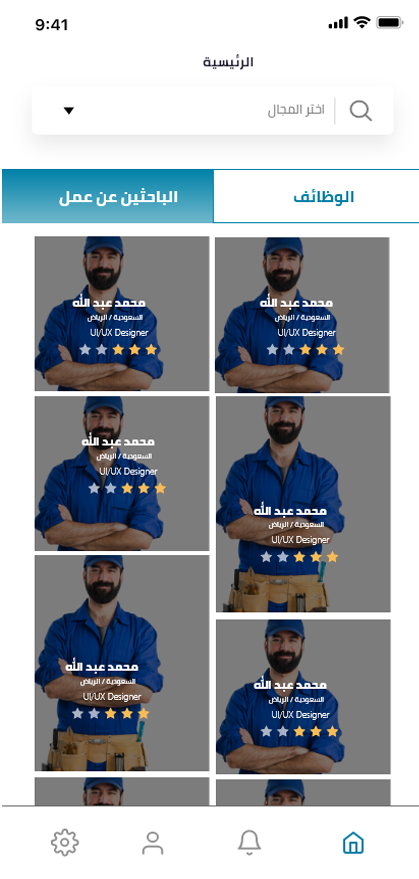 9:41
الرئيسية
اختر المجال
الوظائف
الباحثين عن عمل
محمد عبد الله
السعودية / الرياض
UI/UX Designer
محمد عبد الله
السعودية / الرياض
UI/UX Designer
محمد عبد الله
السعودية / الرياض
UI/UX Designer
محمد عبد الله
السعودية / الرياض
UI/UX Designer
محمد عبد الله
السعودية / الرياض
UI/UX Designer
محمد عبد الله
السعودية / الرياض
UI/UX Designer